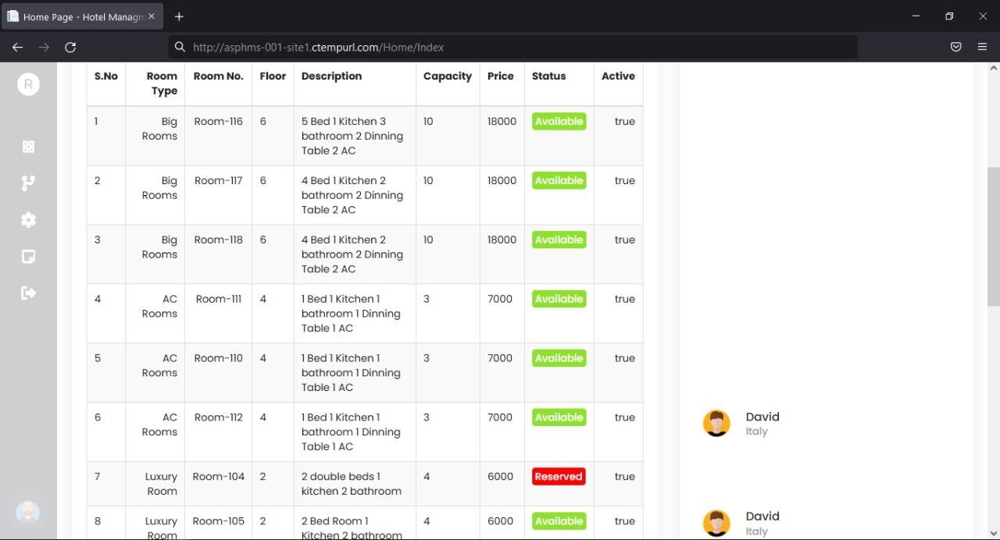 Home Page - Hotel Managm
http://asphms-001-site1.ctempurl.com/Home/Index
R
S.No Room Type Room No. Floor Description Capacity Price Status Active
1 Big Rooms Room-116 6 5 Bed 1 Kitchen 3 bathroom 2 Dinning Table 2 AC 10 18000 Available true
2 Big Rooms Room-117 6 4 Bed 1 Kitchen 2 bathroom 2 Dinning Table 2 AC 10 18000 Available true
3 Big Rooms Room-118 6 4 Bed 1 Kitchen 2 bathroom 2 Dinning Table 2 AC 10 18000 Available true
4 AC Rooms Room-111 4 1 Bed 1 Kitchen 1 bathroom 1 Dinning Table 1 AC 3 7000 Available true
5 AC Rooms Room-110 4 1 Bed 1 Kitchen 1 bathroom 1 Dinning Table 1 AC 3 7000 Available true
6 AC Rooms Room-112 4 1 Bed 1 Kitchen 1 bathroom 1 Dinning Table 1 AC 3 7000 Available true
7 Luxury Room Room-104 2 2 double beds 1 kitchen 2 bathroom 4 6000 Reserved true
8 Luxury Room Room-105 2 2 Bed Room 1 Kitchen 2 bathroom 4 6000 Available true
David
Italy
David
Italy